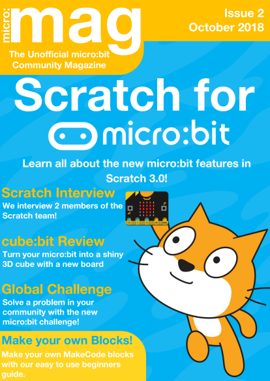 micro:mag
The Unofficial micro:bit
Community Magazine
Issue 2
October 2018
Scratch for
micro:bit
Learn all about the new micro:bit features in
Scratch 3.0!
Scratch Interview
We interview 2 members of the
Scratch team!
cube:bit Review
Turn your micro:bit into a shiny
3D cube with a new board
Global Challenge
Solve a problem in your
community with the new
micro:bit challenge!
Make your own Blocks!
Make your own MakeCode blocks
with our easy to use beginners
guide.